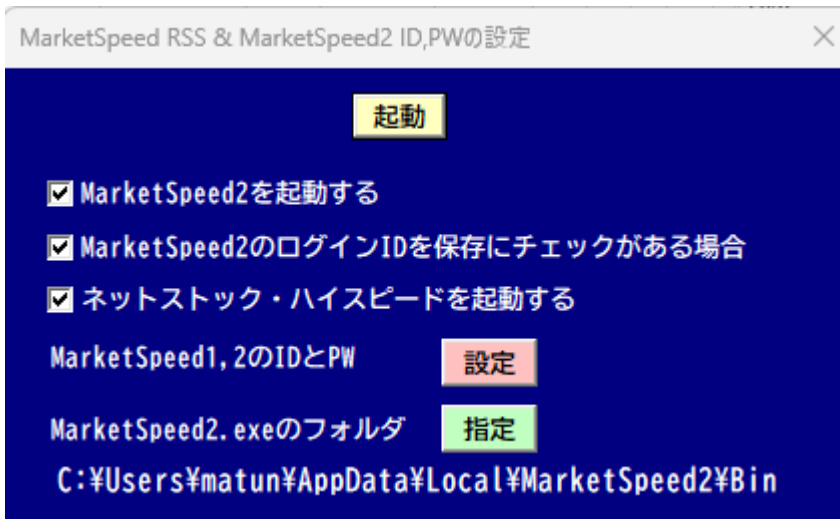 MarketSpeed RSS & MarketSpeed2 ID,PWの設定
起動
MarketSpeed2を起動する
MarketSpeed2のログインIDを保存にチェックがある場合
ネットストック・ハイスピードを起動する
MarketSpeed1,2のIDとPW 設定
MarketSpeed2.exeのフォルダ 指定
C:¥Users¥matun¥AppData¥Local¥MarketSpeed2¥Bin